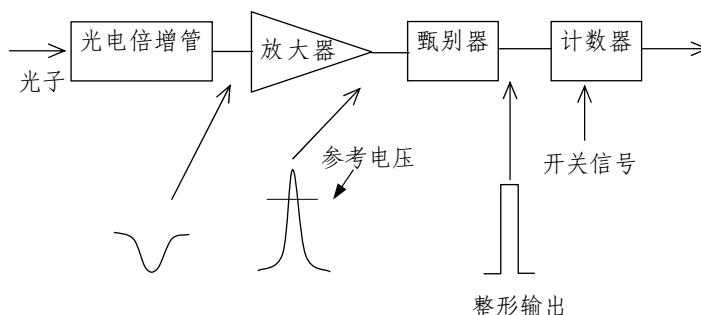 光电倍增管
放大器
甄别器
计数器
光子
参考电压
开关信号
整形输出